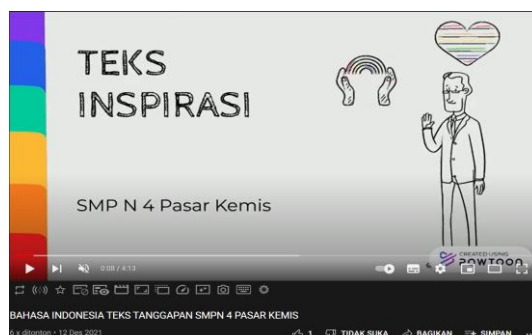 TEKS
INSPIRASI
SMP N 4 Pasar Kemis
CREATED USING
POWTOON
0:08 / 4:13
BAHASA INDONESIA TEKS TANGGAPAN SMPN 4 PASAR KEMIS
6 x ditonton • 12 Des 2021
1 TIDAK SUKA BAGIKAN SIMPAN